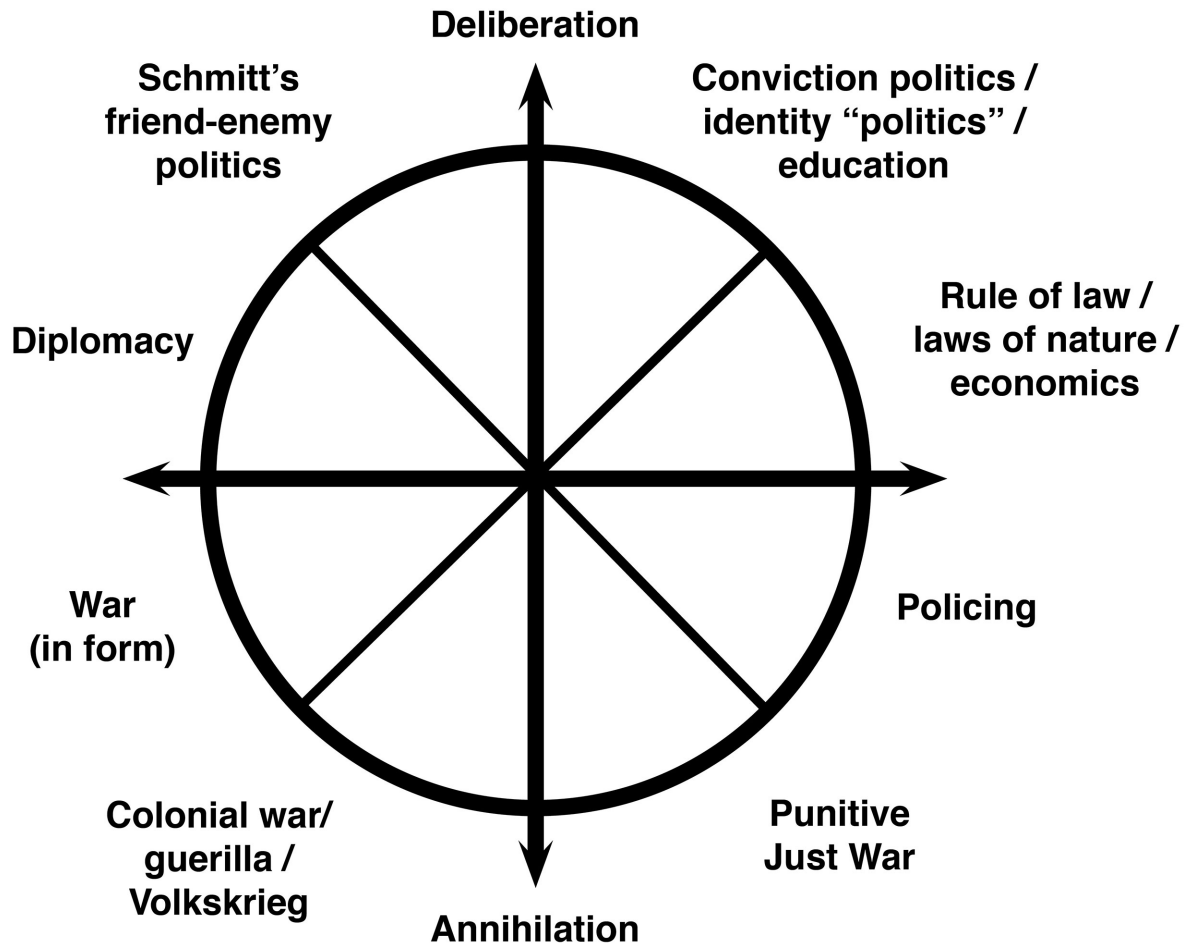 Deliberation
Schmitt’s
friend-enemy
politics
Conviction politics /
identity “politics” /
education
Diplomacy
Rule of law /
laws of nature /
economics
War
(in form)
Policing
Colonial war/
guerilla /
Volkskrieg
Punitive
Just War
Annihilation